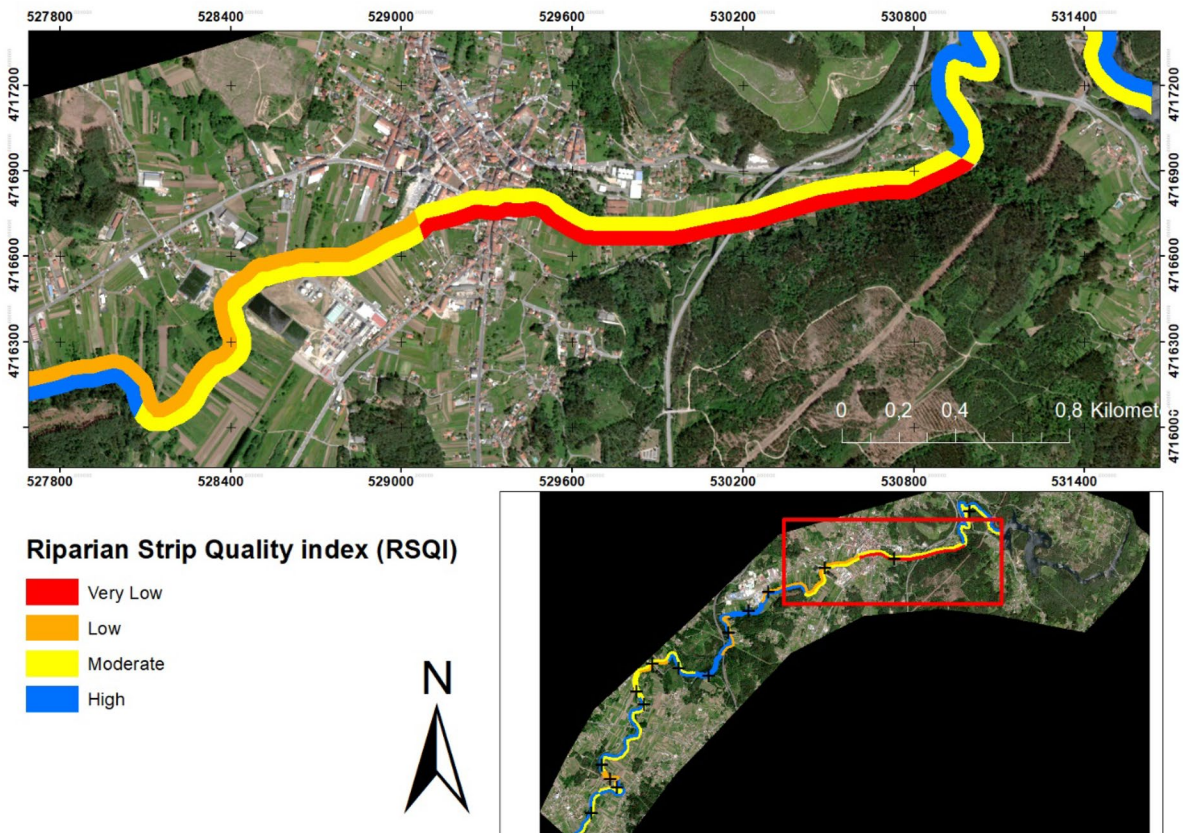 527800 528400 529000 529600 530200 530800 531400
4717200 4717200
4716900 4716900
4716600 4716600
4716300 4716300
4716000
0 0,2 0,4 0,8 Kilomete
527800 528400 529000 529600 530200 530800 531400
Riparian Strip Quality index (RSQI)
Very Low
Low
Moderate
High
N